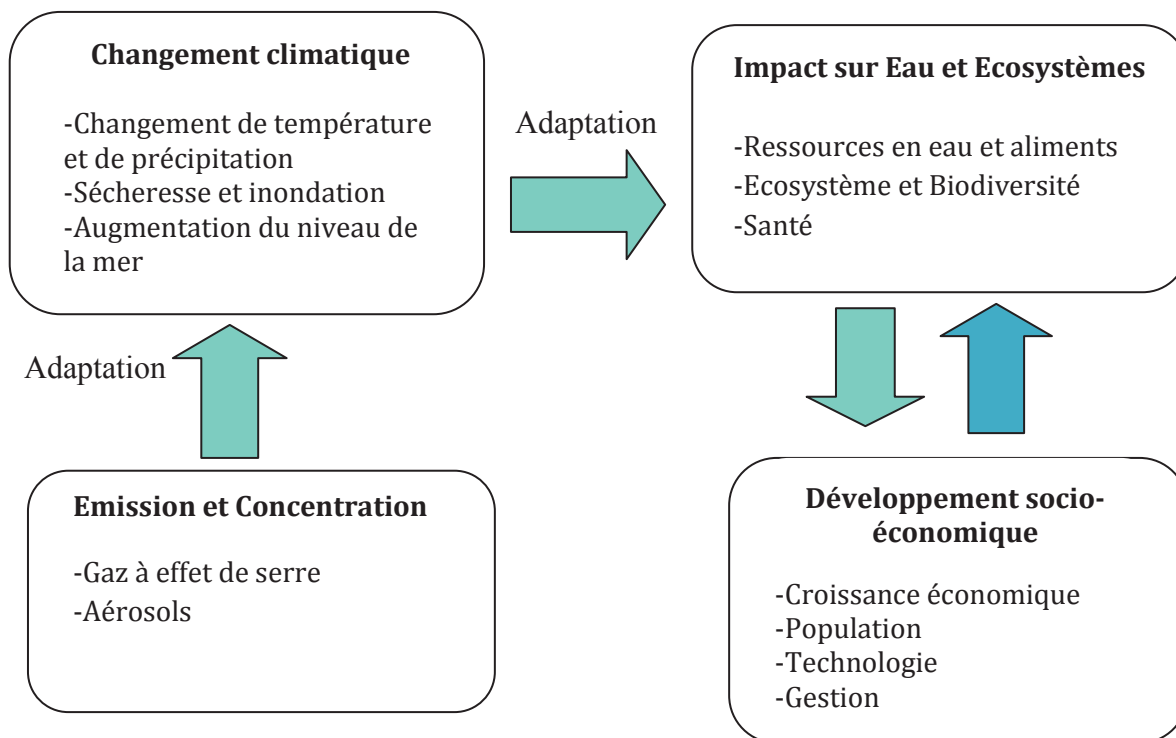 Changement climatique
-Changement de température
et de précipitation
-Sécheresse et inondation
-Augmentation du niveau de
la mer
Adaptation
Impact sur Eau et Ecosystèmes
-Ressources en eau et aliments
-Ecosystème et Biodiversité
-Santé
Adaptation
Emission et Concentration
-Gaz à effet de serre
-Aérosols
Développement socio-
économique
-Croissance économique
-Population
-Technologie
-Gestion